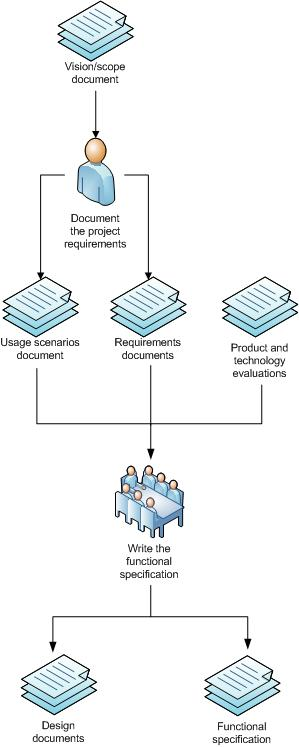 Vision/scope
document
Document
the project
requirements
Usage scenarios
document
Requirements
documents
Product and
technology
evaluations
Write the
functional
specification
Design
documents
Functional
specification